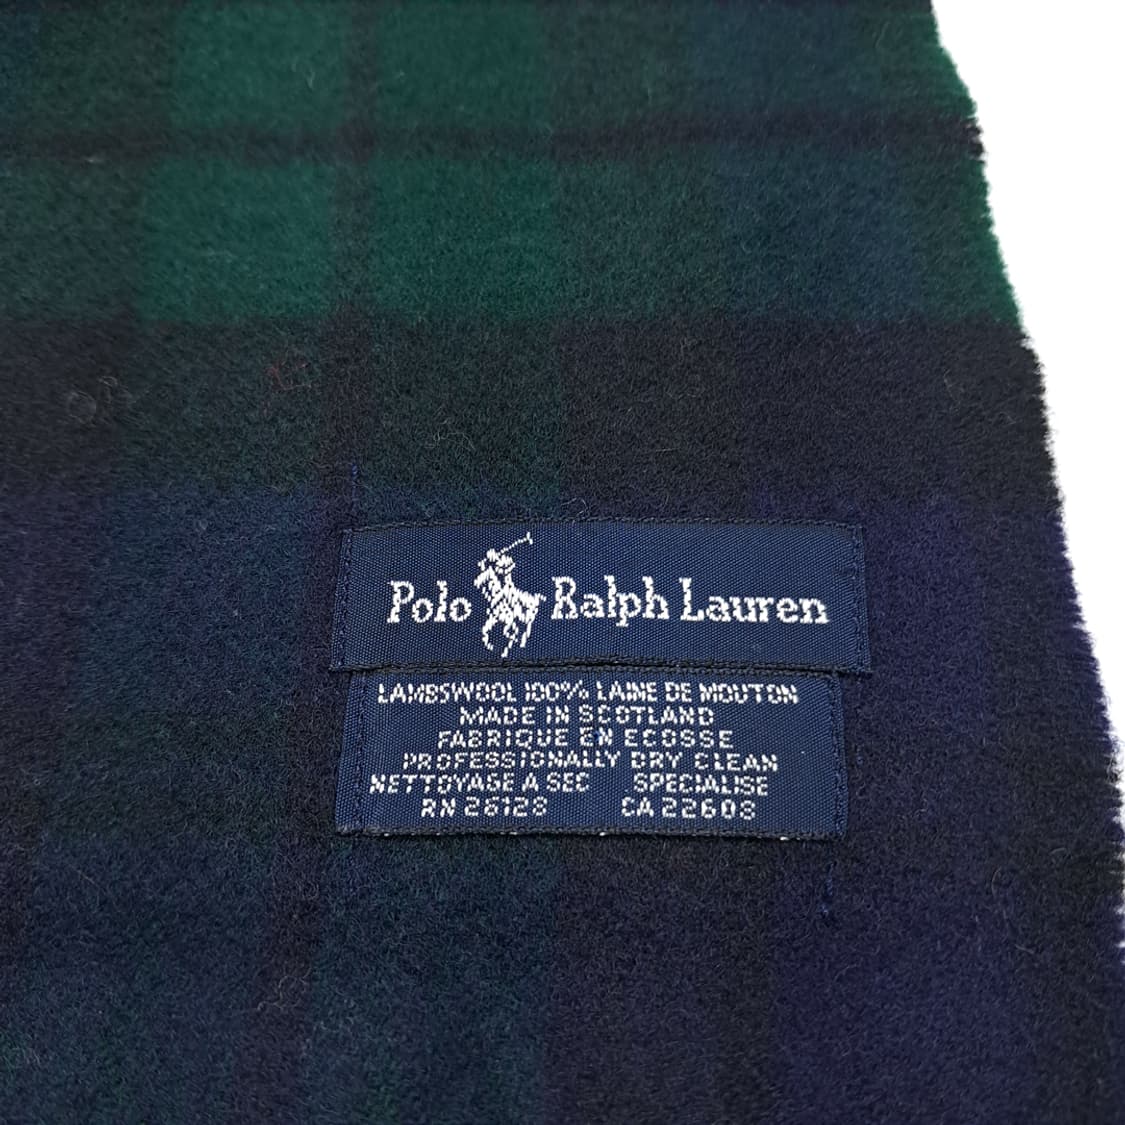 Polo Ralph Lauren
LAMBSWOOL 100% LAINE DE MOUTON
MADE IN SCOTLAND
FABRIQUE EN ECOSSE
PROFESSIONALLY DRY CLEAN
NETTOYAGE A SEC SPECIALISE
RN 26128 CA 22608